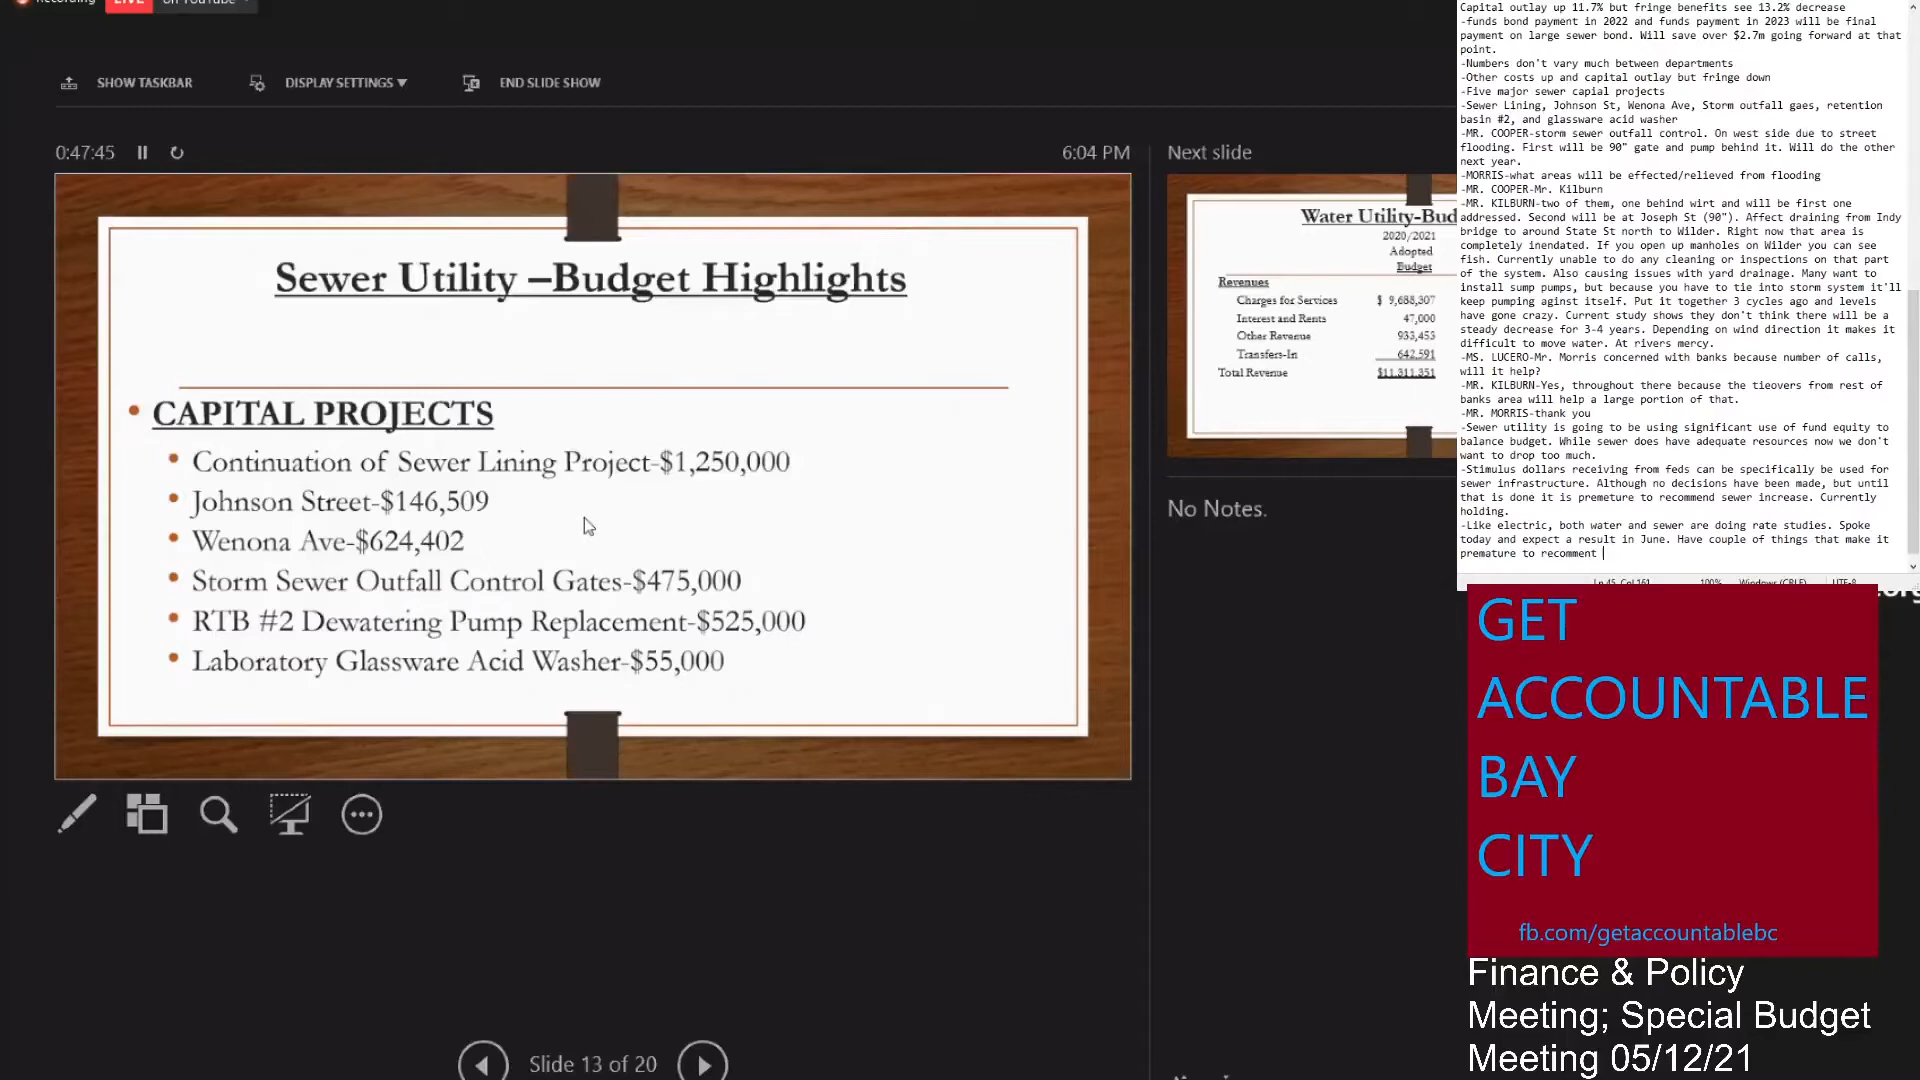 Recording
LIVE
on YouTube
SHOW TASKBAR
DISPLAY SETTINGS ▼
END SLIDE SHOW
0:47:45
6:04 PM
Sewer Utility –Budget Highlights
• CAPITAL PROJECTS
• Continuation of Sewer Lining Project-$1,250,000
• Johnson Street-$146,509
• Wenona Ave-$624,402
• Storm Sewer Outfall Control Gates-$475,000
• RTB #2 Dewatering Pump Replacement-$525,000
• Laboratory Glassware Acid Washer-$55,000
Slide 13 of 20
Next slide
Water Utility-Bud
2020/2021
Adopted
Budget
Revenues
Charges for Services $ 9,688,307
Interest and Rents 47,000
Other Revenue 933,453
Transfers-In 642,591
Total Revenue $11,311,351
No Notes.
Capital outlay up 11.7% but fringe benefits see 13.2% decrease
-funds bond payment in 2022 and funds payment in 2023 will be final
payment on large sewer bond. Will save over $2.7m going forward at that
point.
-Numbers don't vary much between departments
-Other costs up and capital outlay but fringe down
-Five major sewer capial projects
-Sewer Lining, Johnson St, Wenona Ave, Storm outfall gaes, retention
basin #2, and glassware acid washer
-MR. COOPER-storm sewer outfall control. On west side due to street
flooding. First will be 90" gate and pump behind it. Will do the other
next year.
-MORRIS-what areas will be effected/relieved from flooding
-MR. COOPER-Mr. Kilburn
-MR. KILBURN-two of them, one behind wirt and will be first one
addressed. Second will be at Joseph St (90"). Affect draining from Indy
bridge to around State St north to Wilder. Right now that area is
completely inendated. If you open up manholes on Wilder you can see
fish. Currently unable to do any cleaning or inspections on that part
of the system. Also causing issues with yard drainage. Many want to
install sump pumps, but because you have to tie into storm system it'll
keep pumping aginst itself. Put it together 3 cycles ago and levels
have gone crazy. Current study shows they don't think there will be a
steady decrease for 3-4 years. Depending on wind direction it makes it
difficult to move water. At rivers mercy.
-MS. LUCERO-Mr. Morris concerned with banks because number of calls,
will it help?
-MR. KILBURN-Yes, throughout there because the tieovers from rest of
banks area will help a large portion of that.
-MR. MORRIS-thank you
-Sewer utility is going to be using significant use of fund equity to
balance budget. While sewer does have adequate resources now we don't
want to drop too much.
-Stimulus dollars receiving from feds can be specifically be used for
sewer infrastructure. Although no decisions have been made, but until
that is done it is premeture to recommend sewer increase. Currently
holding.
-Like electric, both water and sewer are doing rate studies. Spoke
today and expect a result in June. Have couple of things that make it
premature to recomment
Ln 45, Col 161 100% Windows (CRLF) UTF-8
.org
GET
ACCOUNTABLE
BAY
CITY
fb.com/getaccountablebc
Finance & Policy
Meeting; Special Budget
Meeting 05/12/21